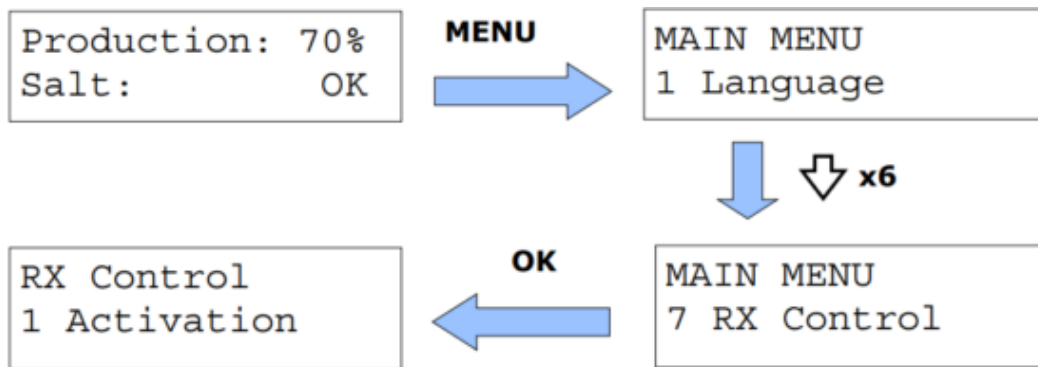 Production: 70%
Salt: OK
MENU
MAIN MENU
1 Language
x6
MAIN MENU
7 RX Control
OK
RX Control
1 Activation